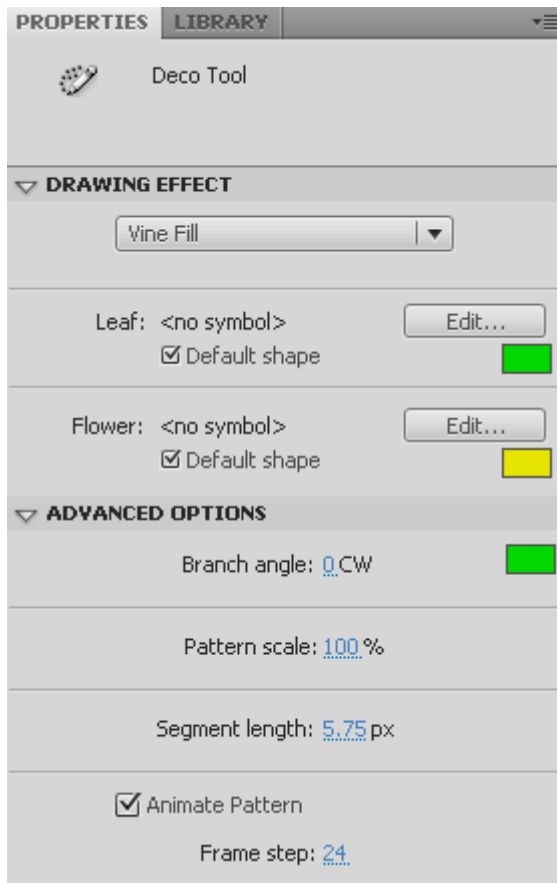 PROPERTIES LIBRARY
Deco Tool
DRAWING EFFECT
Vine Fill
Leaf: <no symbol> Edit...
Default shape
Flower: <no symbol> Edit...
Default shape
ADVANCED OPTIONS
Branch angle: 0 CW
Pattern scale: 100 %
Segment length: 5.75 px
Animate Pattern
Frame step: 24